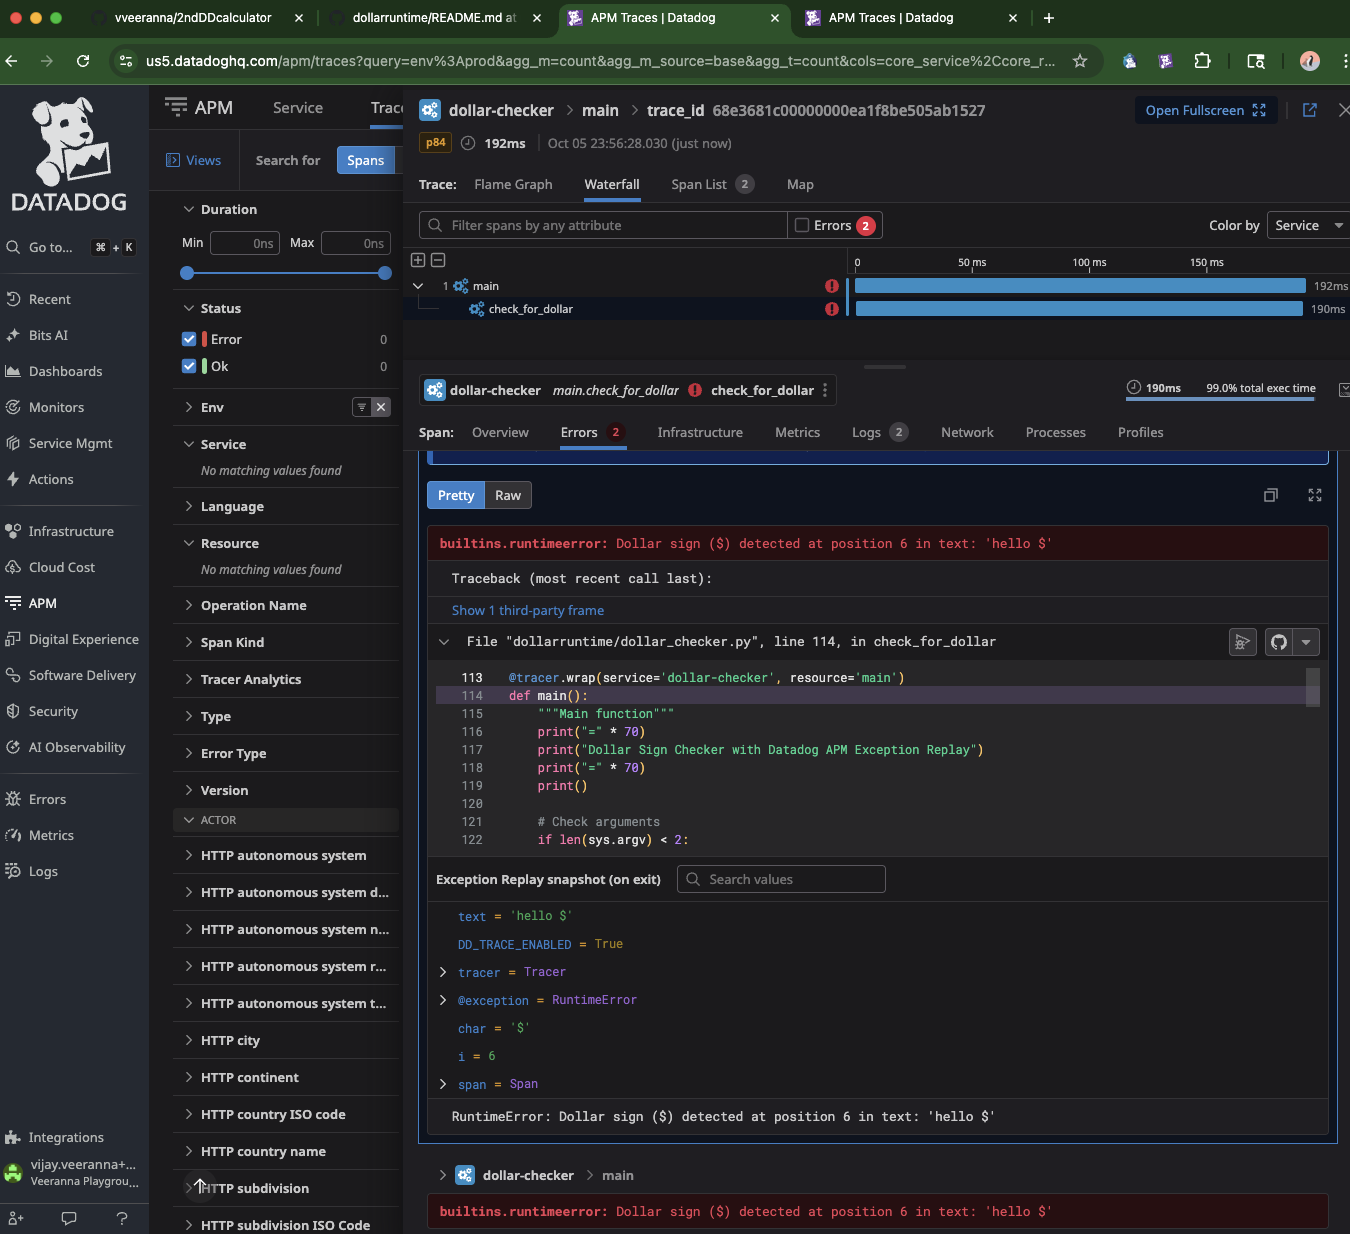 vveeranna/2ndDDcalculator
dollarruntime/README.md at
APM Traces | Datadog
APM Traces | Datadog
us5.datadoghq.com/apm/traces?query=env%3Aprod&agg_m=count&agg_m_source=base&agg_t=count&cols=core_service%2Ccore_r...
DATADOG
Go to...
⌘ + K
Recent
Bits AI
Dashboards
Monitors
Service Mgmt
Actions
Infrastructure
Cloud Cost
APM
Digital Experience
Software Delivery
Security
AI Observability
Errors
Metrics
Logs
Integrations
vijay.veeranna+...
Veeranna Playgrou...
APM
Service
Trace
Views
Search for
Spans
Duration
Min 0ns Max 0ns
Status
Error 0
Ok 0
Env
Service
No matching values found
Language
Resource
No matching values found
Operation Name
Span Kind
Tracer Analytics
Type
Error Type
Version
ACTOR
HTTP autonomous system
HTTP autonomous system d...
HTTP autonomous system n...
HTTP autonomous system r...
HTTP autonomous system t...
HTTP city
HTTP continent
HTTP country ISO code
HTTP country name
HTTP subdivision
HTTP subdivision ISO Code
dollar-checker > main > trace_id 68e3681c00000000ea1f8be505ab1527
Open Fullscreen
p84 192ms Oct 05 23:56:28.030 (just now)
Trace: Flame Graph Waterfall Span List 2 Map
Filter spans by any attribute
Errors 2
Color by Service
0 50 ms 100 ms 150 ms
1 main 192ms
check_for_dollar 190ms
dollar-checker main.check_for_dollar check_for_dollar
190ms 99.0% total exec time
Span: Overview Errors 2 Infrastructure Metrics Logs 2 Network Processes Profiles
Pretty Raw
builtins.runtimeerror: Dollar sign ($) detected at position 6 in text: 'hello $'
Traceback (most recent call last):
Show 1 third-party frame
File "dollarruntime/dollar_checker.py", line 114, in check_for_dollar
113 @tracer.wrap(service='dollar-checker', resource='main')
114 def main():
115 """Main function"""
116 print("=" * 70)
117 print("Dollar Sign Checker with Datadog APM Exception Replay")
118 print("=" * 70)
119 print()
120
121 # Check arguments
122 if len(sys.argv) < 2:
Exception Replay snapshot (on exit)
Search values
text = 'hello $'
DD_TRACE_ENABLED = True
tracer = Tracer
@exception = RuntimeError
char = '$'
i = 6
span = Span
RuntimeError: Dollar sign ($) detected at position 6 in text: 'hello $'
dollar-checker > main
builtins.runtimeerror: Dollar sign ($) detected at position 6 in text: 'hello $'